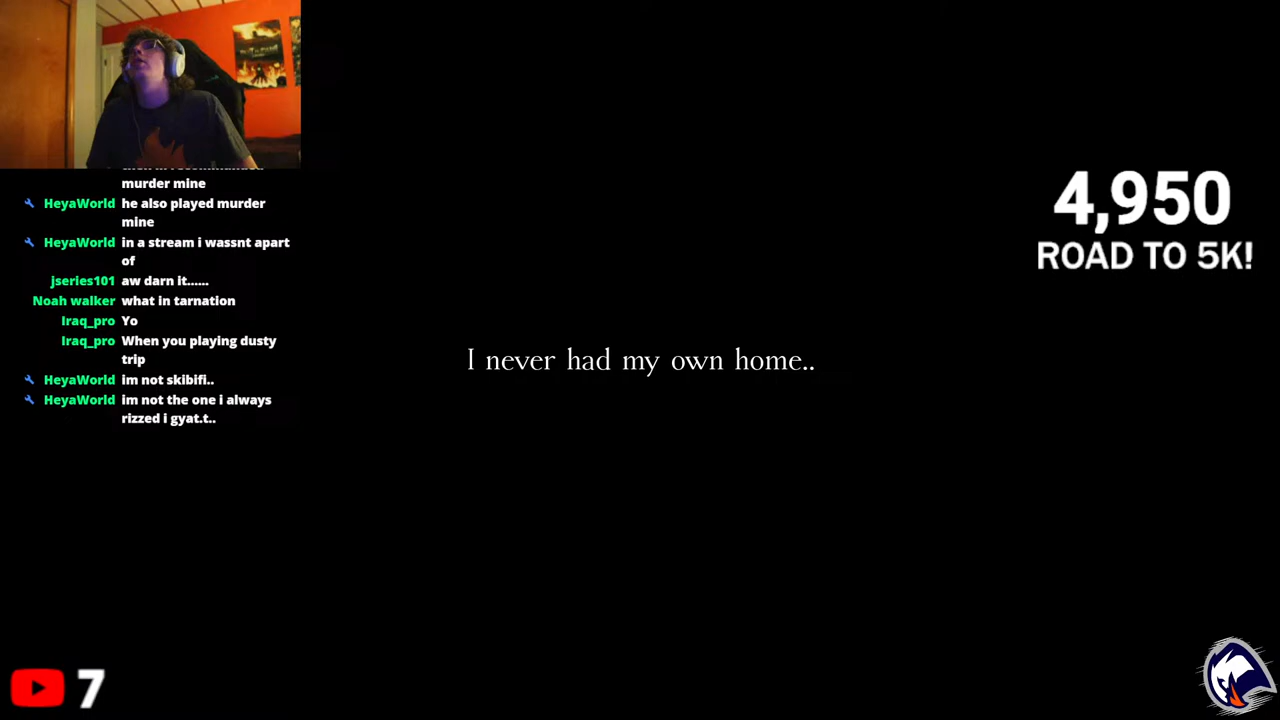 murder mine
HeyaWorld he also played murder
mine
HeyaWorld in a stream i wassnt apart
of
jseries101 aw darn it......
Noah walker what in tarnation
Iraq_pro Yo
Iraq_pro When you playing dusty
trip
HeyaWorld im not skibifi..
HeyaWorld im not the one i always
rizzed i gyat.t..
4,950
ROAD TO 5K!
I never had my own home..
7